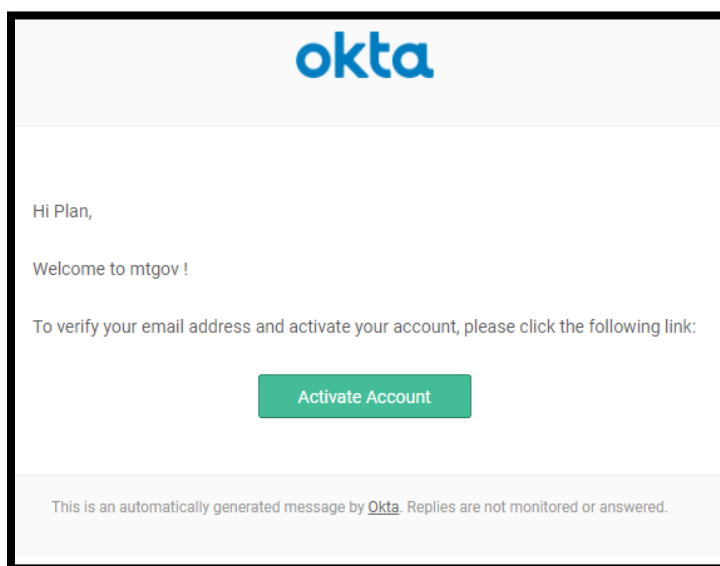 okta
Hi Plan,
Welcome to mtgov !
To verify your email address and activate your account, please click the following link:
Activate Account
This is an automatically generated message by Okta. Replies are not monitored or answered.